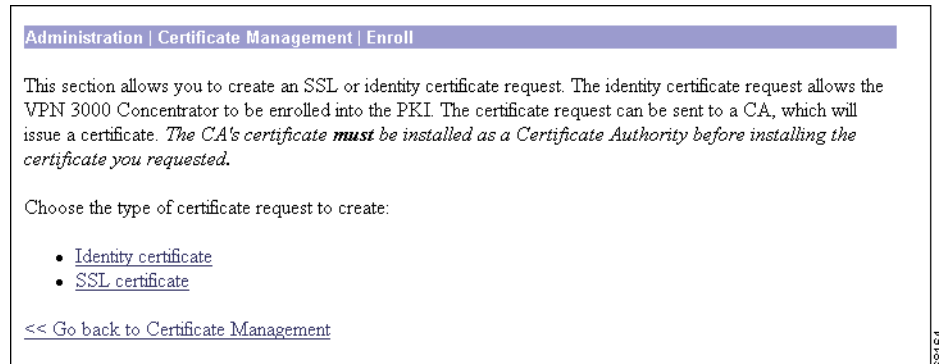 Administration | Certificate Management | Enroll
This section allows you to create an SSL or identity certificate request. The identity certificate request allows the
VPN 3000 Concentrator to be enrolled into the PKI. The certificate request can be sent to a CA, which will
issue a certificate. The CA's certificate must be installed as a Certificate Authority before installing the
certificate you requested.
Choose the type of certificate request to create:
• Identity certificate
• SSL certificate
<< Go back to Certificate Management